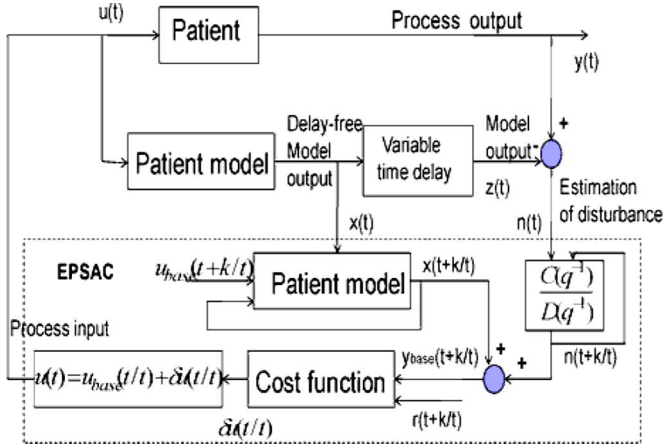 u(t)
Patient
Process output
y(t)
+
Patient model
Delay-free
Model
output
Variable
time delay
Model
output
-
z(t)
Estimation
of disturbance
x(t)
n(t)
EPSAC
u_base(t+k/t)
Patient model
x(t+k/t)
C(q^-1)
D(q^-1)
Process input
n(t+k/t)
+
+
y_base(t+k/t)
u(t)=u_base(t/t)+δu(t/t)
Cost function
r(t+k/t)
δu(t/t)